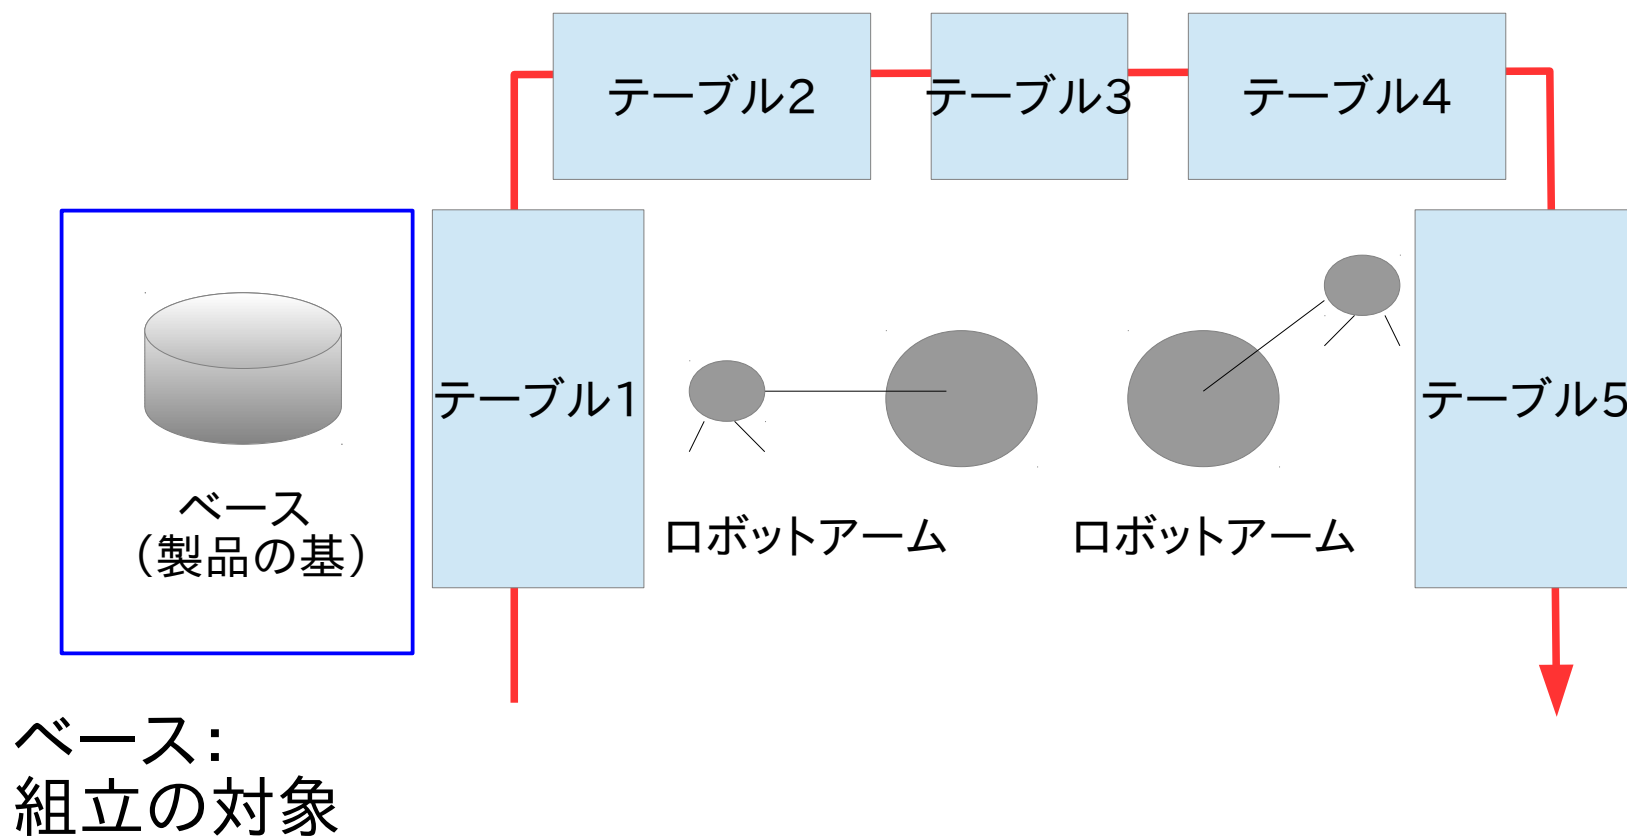 テーブル2
テーブル3
テーブル4
テーブル1
テーブル5
ベース
（製品の基）
ロボットアーム
ロボットアーム
ベース：
組立の対象